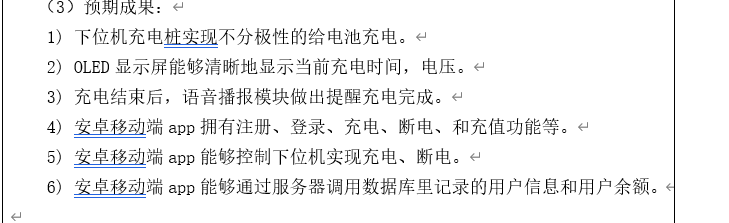 （3）预期成果：
1) 下位机充电桩实现不分极性的给电池充电。
2) OLED 显示屏能够清晰地显示当前充电时间，电压。
3) 充电结束后，语音播报模块做出提醒充电完成。
4) 安卓移动端 app 拥有注册、登录、充电、断电、和充值功能等。
5) 安卓移动端 app 能够控制下位机实现充电、断电。
6) 安卓移动端 app 能够通过服务器调用数据库里记录的用户信息和用户余额。